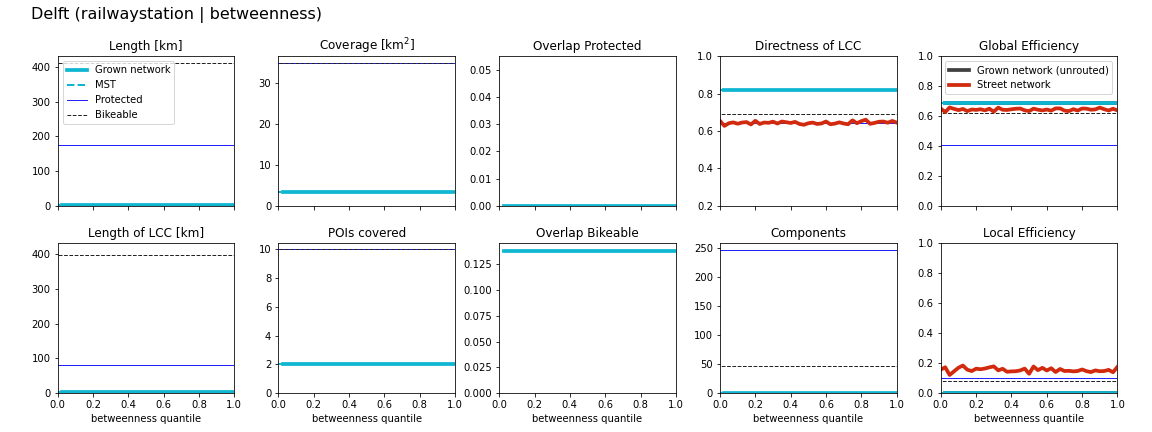 Delft (railwaystation | betweenness)
Length [km]
400
300
200
100
0
Grown network
MST
Protected
Bikeable
Coverage [km²]
30
20
10
0
Overlap Protected
0.05
0.04
0.03
0.02
0.01
0.00
Directness of LCC
1.0
0.8
0.6
0.4
0.2
Global Efficiency
1.0
0.8
0.6
0.4
0.2
0.0
Grown network (unrouted)
Street network
Length of LCC [km]
400
300
200
100
0
0.0 0.2 0.4 0.6 0.8 1.0
betweenness quantile
POIs covered
10
8
6
4
2
0
0.0 0.2 0.4 0.6 0.8 1.0
betweenness quantile
Overlap Bikeable
0.125
0.100
0.075
0.050
0.025
0.000
0.0 0.2 0.4 0.6 0.8 1.0
betweenness quantile
Components
250
200
150
100
50
0
0.0 0.2 0.4 0.6 0.8 1.0
betweenness quantile
Local Efficiency
1.0
0.8
0.6
0.4
0.2
0.0
0.0 0.2 0.4 0.6 0.8 1.0
betweenness quantile